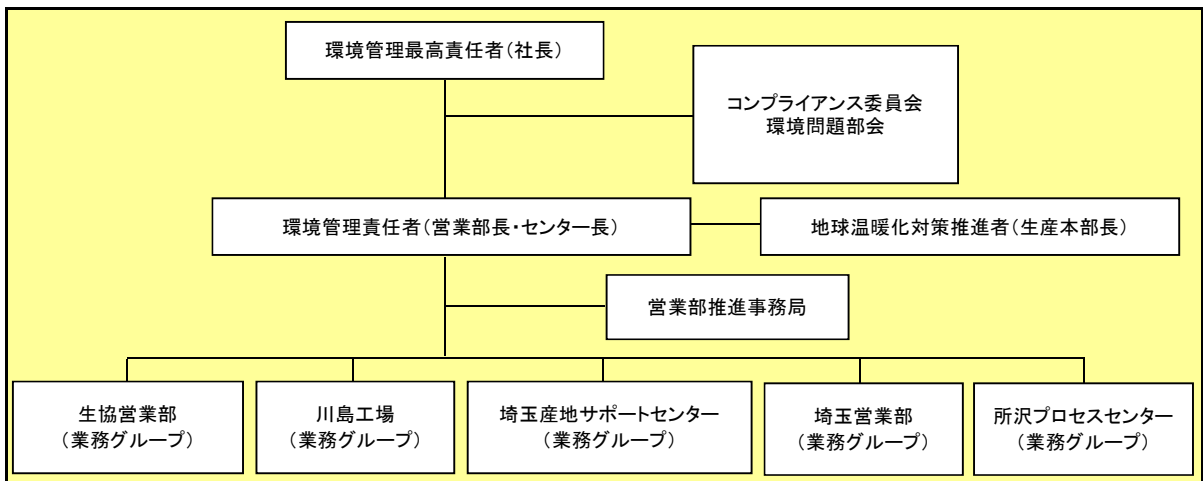 環境管理最高責任者(社長)
コンプライアンス委員会
環境問題部会
環境管理責任者(営業部長・センター長)
地球温暖化対策推進者(生産本部長)
営業部推進事務局
生協営業部
(業務グループ)
川島工場
(業務グループ)
埼玉産地サポートセンター
(業務グループ)
埼玉営業部
(業務グループ)
所沢プロセスセンター
(業務グループ)